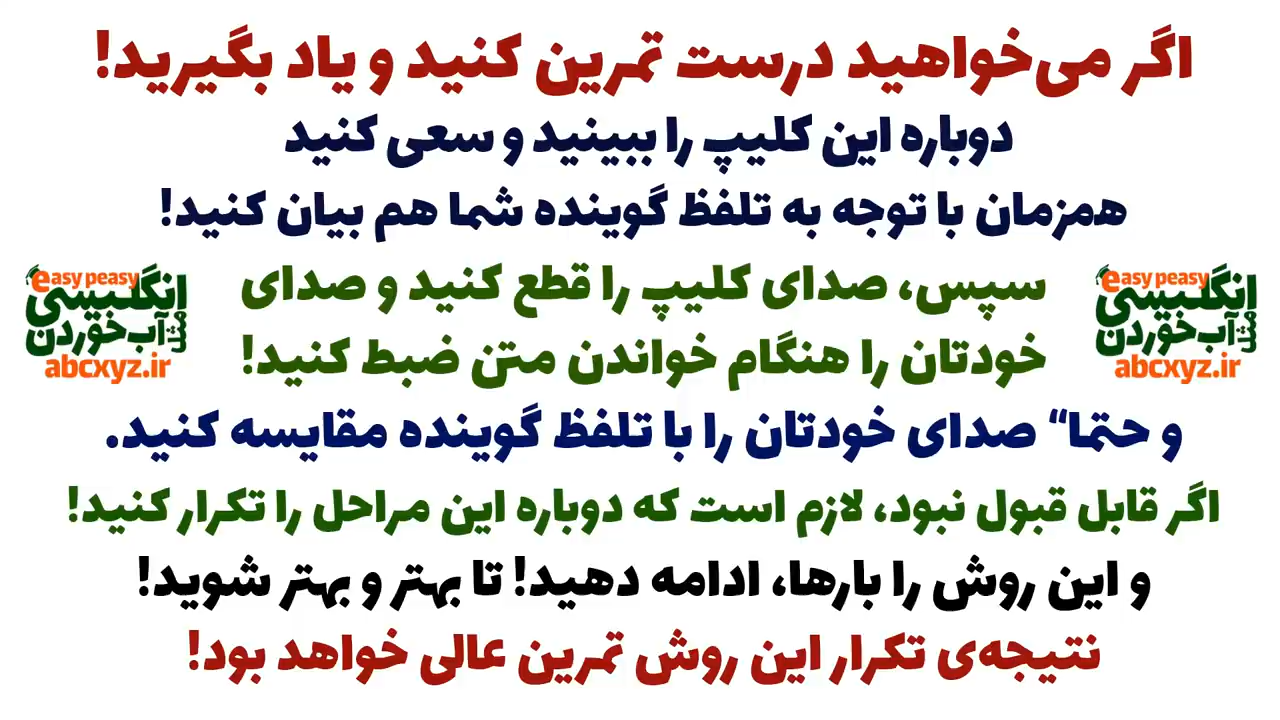 اگر می‌خواهید درست تمرین کنید و یاد بگیرید!
دوباره این کلیپ را ببینید و سعی کنید
همزمان با توجه به تلفظ گوینده شما هم بیان کنید!
سپس، صدای کلیپ را قطع کنید و صدای
خودتان را هنگام خواندن متن ضبط کنید!
و حتما“ صدای خودتان را با تلفظ گوینده مقایسه کنید.
اگر قابل قبول نبود، لازم است که دوباره این مراحل را تکرار کنید!
و این روش را بارها، ادامه دهید! تا بهتر و بهتر شوید!
نتیجه‌ی تکرار این روش تمرین عالی خواهد بود!
easy peasy
انگلیسی
مثل آب خوردن
abcxyz.ir
easy peasy
انگلیسی
مثل آب خوردن
abcxyz.ir